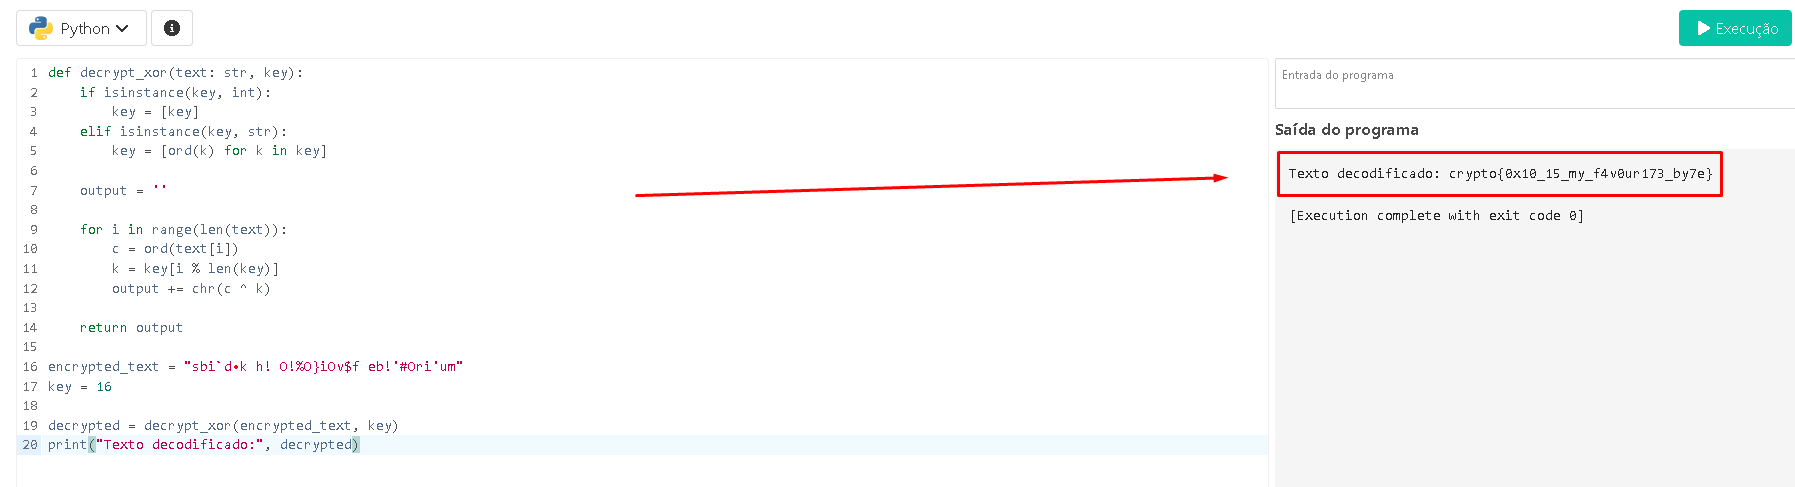 Python
Execução
1 def decrypt_xor(text: str, key):
2     if isinstance(key, int):
3         key = [key]
4     elif isinstance(key, str):
5         key = [ord(k) for k in key]
6
7     output = ''
8
9     for i in range(len(text)):
10         c = ord(text[i])
11         k = key[i % len(key)]
12         output += chr(c ^ k)
13
14     return output
15
16 encrypted_text = "sbi`d•k h! O!%O}iOv$f eb!'#Ori'um"
17 key = 16
18
19 decrypted = decrypt_xor(encrypted_text, key)
20 print("Texto decodificado:", decrypted)
Entrada do programa
Saída do programa
Texto decodificado: crypto{0x10_15_my_f4v0ur173_by7e}
[Execution complete with exit code 0]